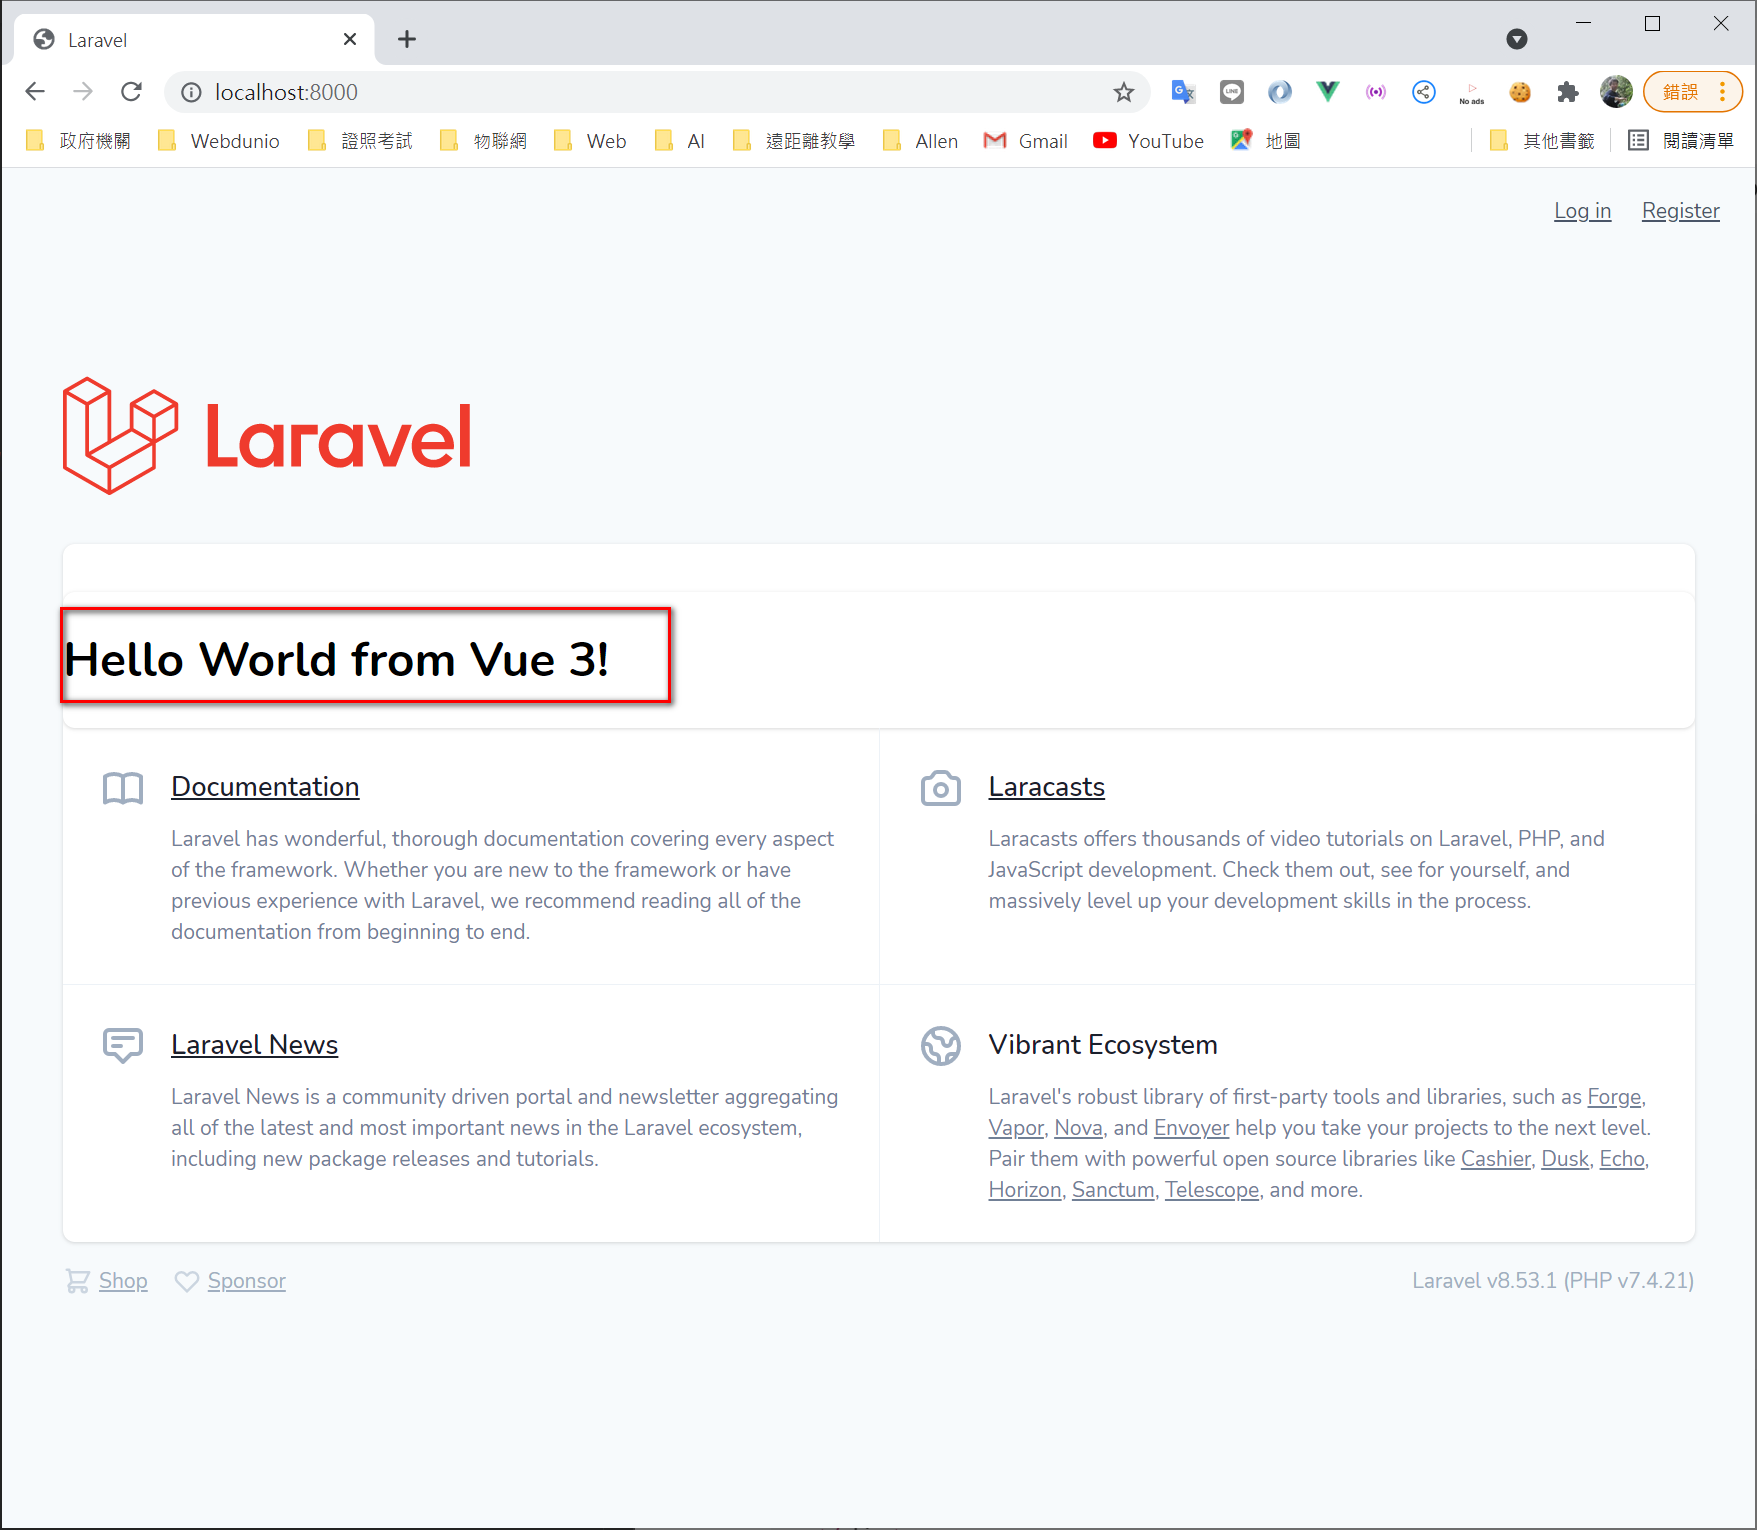 Laravel
localhost:8000
No ads
錯誤
政府機關 Webdunio 證照考試 物聯網 Web AI 遠距離教學 Allen Gmail YouTube 地圖 其他書籤 閱讀清單
Log in Register
Laravel
Hello World from Vue 3!
Documentation
Laravel has wonderful, thorough documentation covering every aspect
of the framework. Whether you are new to the framework or have
previous experience with Laravel, we recommend reading all of the
documentation from beginning to end.
Laracasts
Laracasts offers thousands of video tutorials on Laravel, PHP, and
JavaScript development. Check them out, see for yourself, and
massively level up your development skills in the process.
Laravel News
Laravel News is a community driven portal and newsletter aggregating
all of the latest and most important news in the Laravel ecosystem,
including new package releases and tutorials.
Vibrant Ecosystem
Laravel's robust library of first-party tools and libraries, such as Forge,
Vapor, Nova, and Envoyer help you take your projects to the next level.
Pair them with powerful open source libraries like Cashier, Dusk, Echo,
Horizon, Sanctum, Telescope, and more.
Shop Sponsor
Laravel v8.53.1 (PHP v7.4.21)